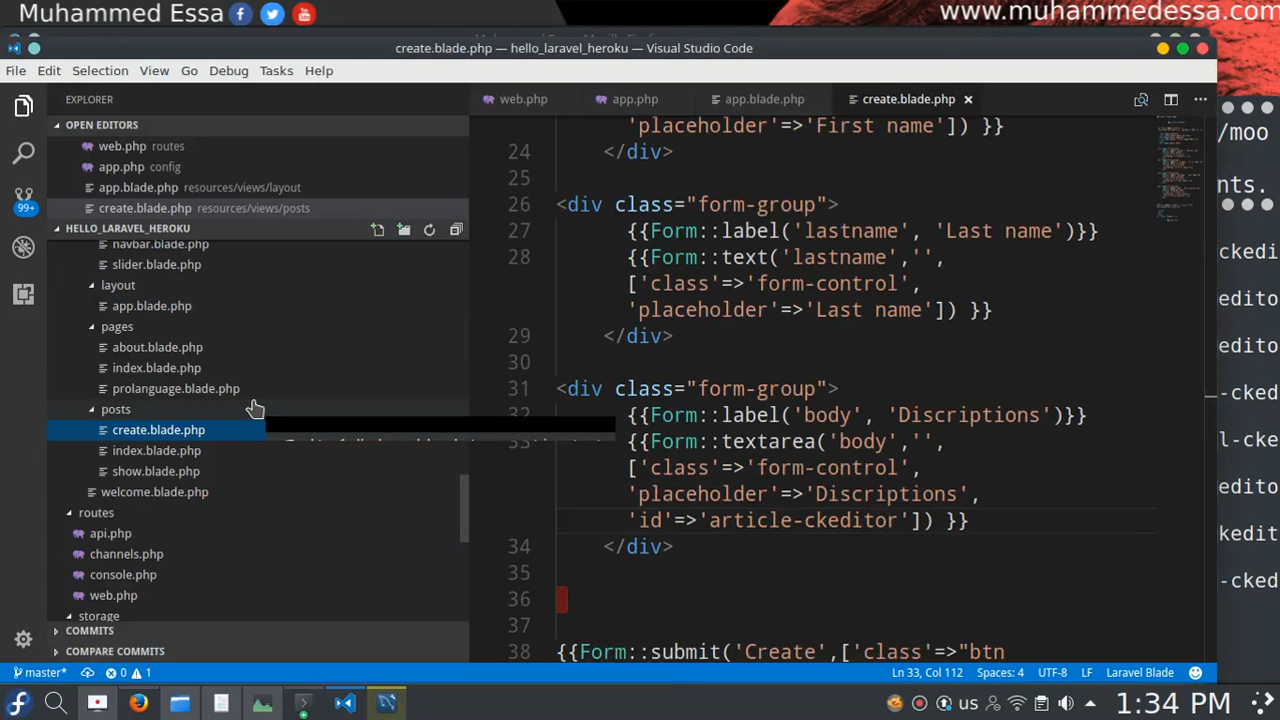 Muhammed Essa
www.muhammedessa.com
create.blade.php — hello_laravel_heroku — Visual Studio Code
File Edit Selection View Go Debug Tasks Help
EXPLORER
web.php app.php app.blade.php create.blade.php
OPEN EDITORS
web.php routes
app.php config
app.blade.php resources/views/layout
create.blade.php resources/views/posts
99+
HELLO_LARAVEL_HEROKU
navbar.blade.php
slider.blade.php
layout
app.blade.php
pages
about.blade.php
index.blade.php
prolanguage.blade.php
posts
create.blade.php
index.blade.php
show.blade.php
welcome.blade.php
routes
api.php
channels.php
console.php
web.php
storage
COMMITS
COMPARE COMMITS
'placeholder'=>'First name']) }}
24 </div>
25
26 <div class="form-group">
27 {{Form::label('lastname', 'Last name')}}
28 {{Form::text('lastname','',
['class'=>'form-control',
'placeholder'=>'Last name']) }}
29 </div>
30
31 <div class="form-group">
32 {{Form::label('body', 'Discriptions')}}
{{Form::textarea('body','',
['class'=>'form-control',
'placeholder'=>'Discriptions',
'id'=>'article-ckeditor']) }}
34 </div>
35
36
37
38 {{Form::submit('Create',['class'=>"btn
/moo
nts.
ckedi
edito
edit
-cked
l-cke
edito
kedit
-cked
master* 0 1 Ln 33, Col 112 Spaces: 4 UTF-8 LF Laravel Blade
us 1:34 PM